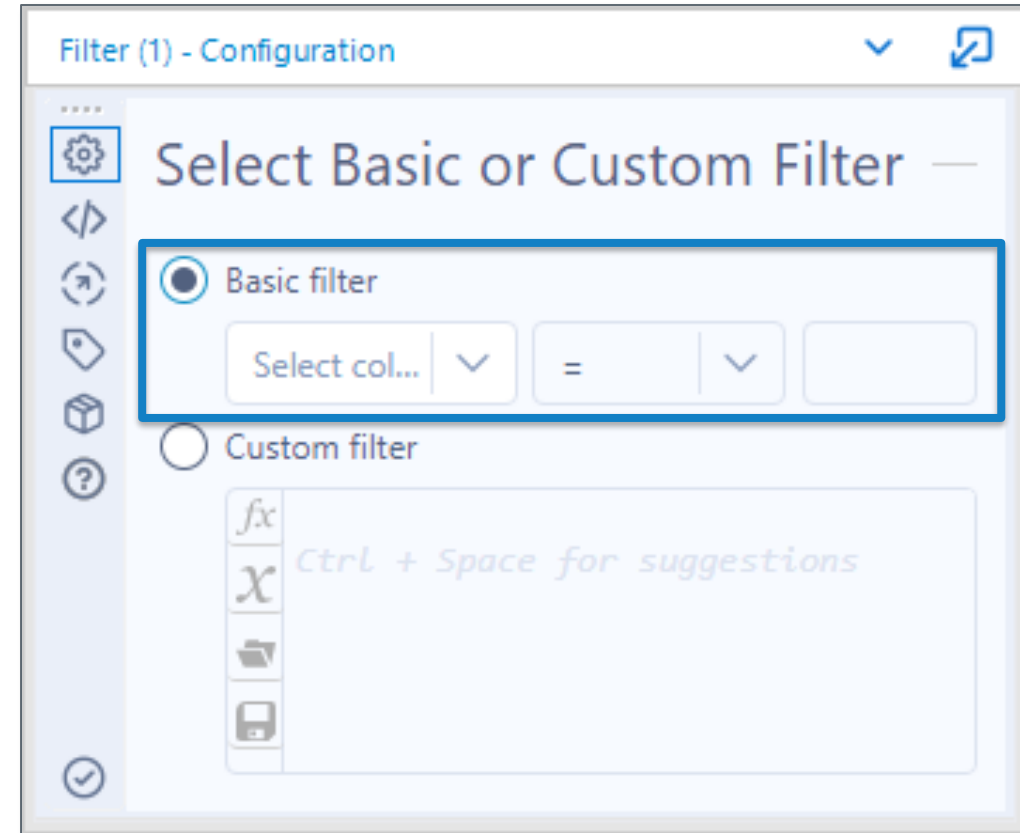 Filter (1) - Configuration
Select Basic or Custom Filter
Basic filter
Select col... =
Custom filter
fx
Ctrl + Space for suggestions
x